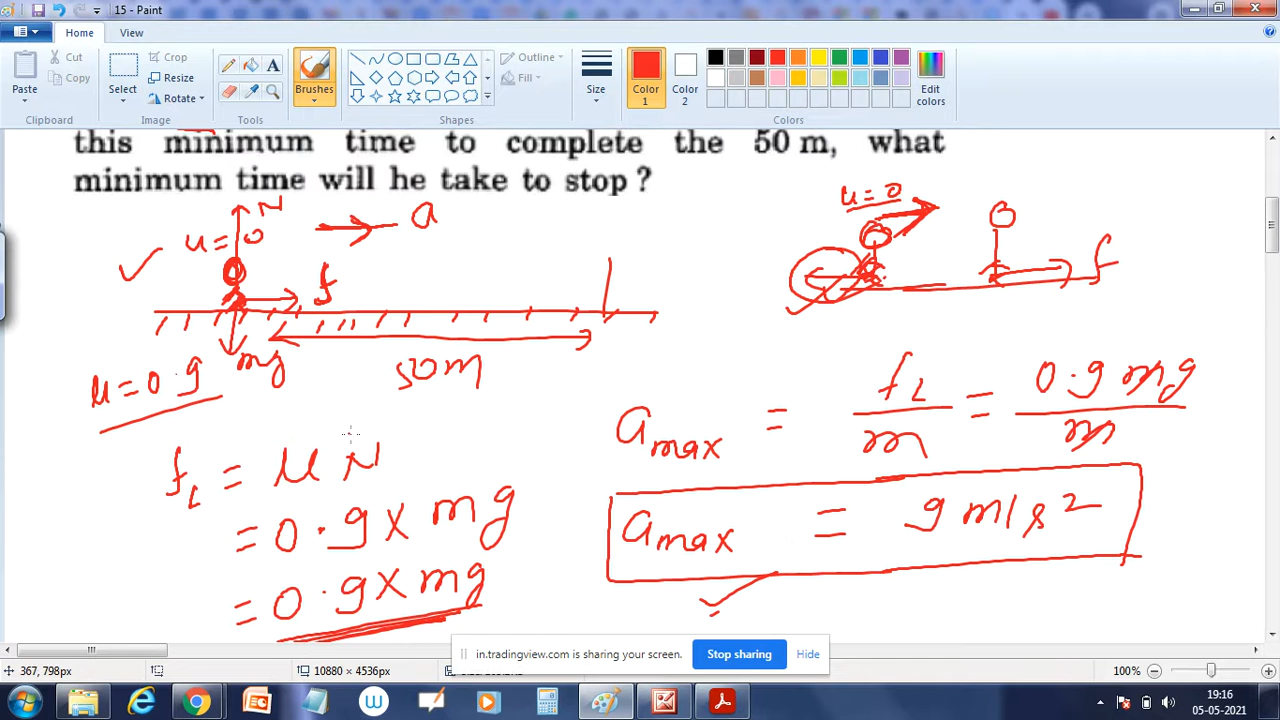 15 - Paint
Home View
Paste
Cut
Copy
Clipboard
Select
Crop
Resize
Rotate
Image
Tools
Brushes
Shapes
Outline
Fill
Size
Color 1
Color 2
Colors
Edit colors
this minimum time to complete the 50 m, what
minimum time will he take to stop ?
N
u = 0
a
f
mg
50m
μ = 0.9
u = 0
f
f_L = μ N
= 0.9 × mg
= 0.9 × mg
a_max = f_L / m = 0.9 mg / m
a_max = 9 m/s²
in.tradingview.com is sharing your screen. Stop sharing Hide
367, 798px
10880 × 4536px
100%
19:16
05-05-2021